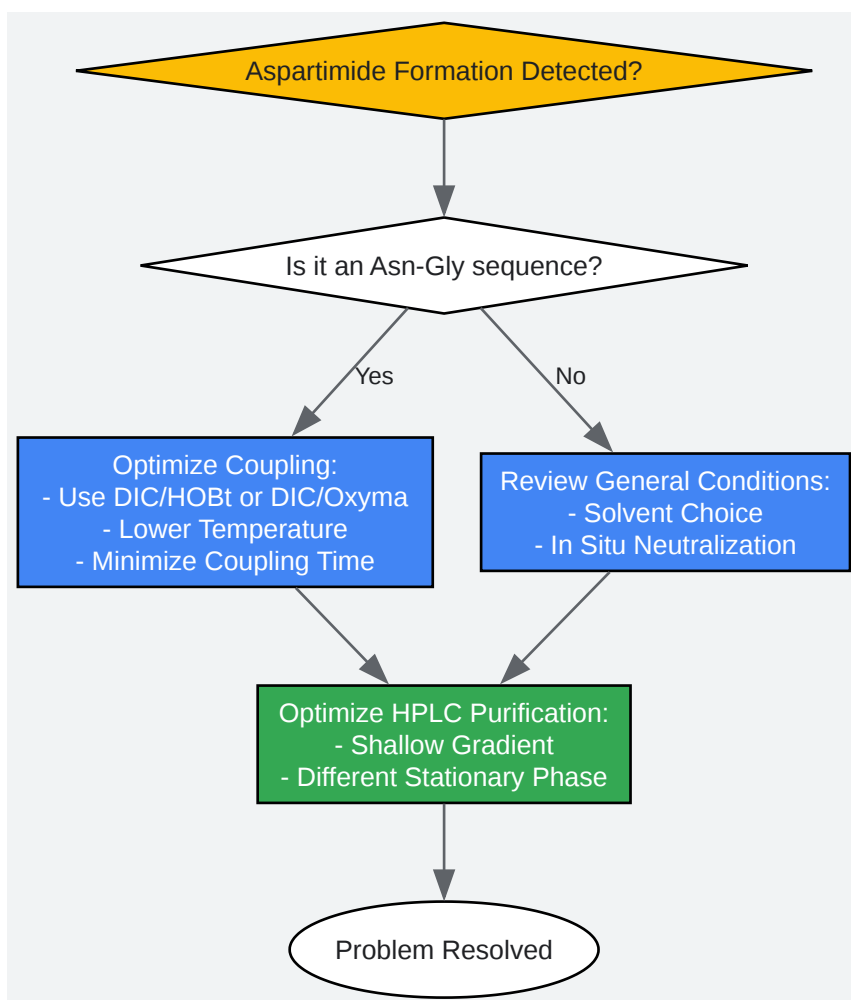 Aspartimide Formation Detected?
Is it an Asn-Gly sequence?
Yes
No
Optimize Coupling:
- Use DIC/HOBt or DIC/Oxyma
- Lower Temperature
- Minimize Coupling Time
Review General Conditions:
- Solvent Choice
- In Situ Neutralization
Optimize HPLC Purification:
- Shallow Gradient
- Different Stationary Phase
Problem Resolved